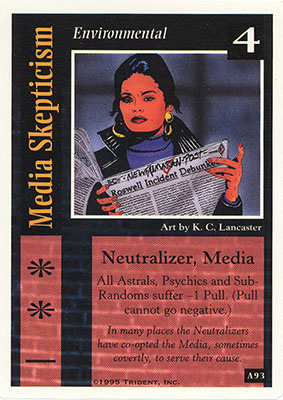 Media Skepticism
Environmental
4
NEW HUMAN POST
Roswell Incident Debunk
Art by K. C. Lancaster
**
Neutralizer, Media
All Astrals, Psychics and Sub-
Randoms suffer –1 Pull. (Pull
cannot go negative.)
In many places the Neutralizers
have co-opted the Media, sometimes
covertly, to serve their cause.
—
©1995 TRIDENT, INC.
A93